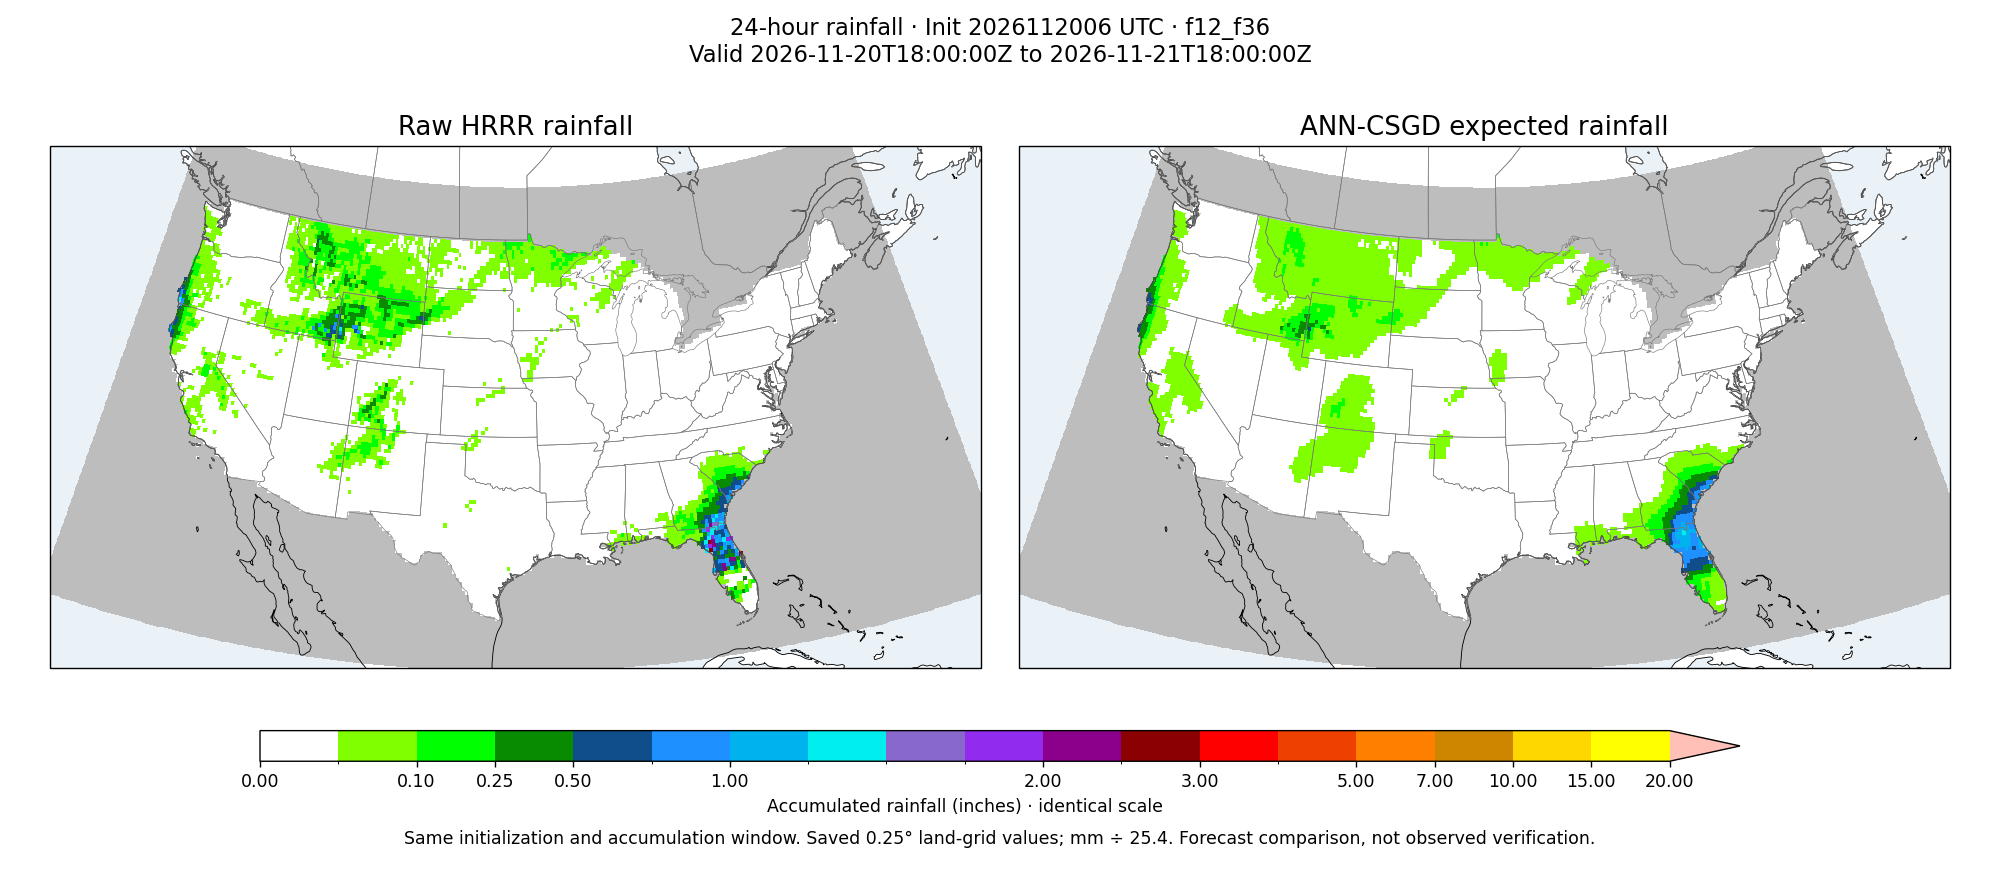 24-hour rainfall · Init 2026112006 UTC · f12_f36
Valid 2026-11-20T18:00:00Z to 2026-11-21T18:00:00Z
Raw HRRR rainfall
ANN-CSGD expected rainfall
0.00 0.10 0.25 0.50 1.00 2.00 3.00 5.00 7.00 10.00 15.00 20.00
Accumulated rainfall (inches) · identical scale
Same initialization and accumulation window. Saved 0.25° land-grid values; mm ÷ 25.4. Forecast comparison, not observed verification.